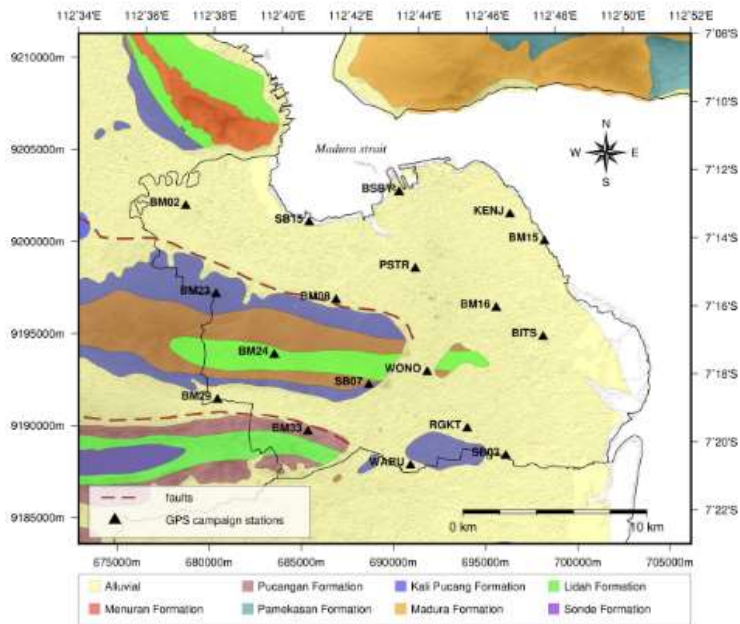 112°34'E 112°36'E 112°38'E 112°40'E 112°42'E 112°44'E 112°46'E 112°48'E 112°50'E 112°52'E
9210000m
7°08'S
7°10'S
N
W E
S
9205000m
Madura strait
7°12'S
BM02
SB15
KENJ
9200000m
BM15
7°14'S
PSTR
BM23
BM08
BM16
7°16'S
9195000m
BITS
BM24
WONO
SB07
7°18'S
BM29
9190000m
BM33
RGKT
7°20'S
WARU
SB03
faults
GPS campaign stations
0 km 10 km
7°22'S
9185000m
675000m 680000m 685000m 690000m 695000m 700000m 705000m
Alluvial Pucangan Formation Kali Pucang Formation Lidah Formation
Menuran Formation Pamekasan Formation Madura Formation Sonde Formation